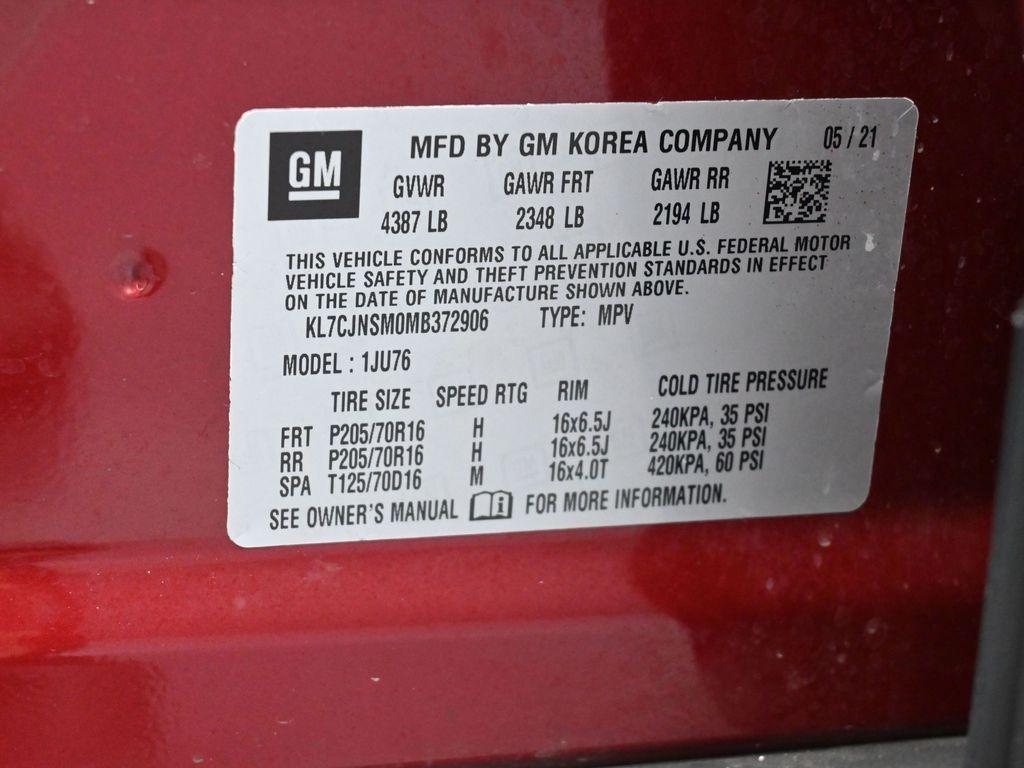 GM
MFD BY GM KOREA COMPANY 05 / 21
GVWR GAWR FRT GAWR RR
4387 LB 2348 LB 2194 LB
THIS VEHICLE CONFORMS TO ALL APPLICABLE U.S. FEDERAL MOTOR
VEHICLE SAFETY AND THEFT PREVENTION STANDARDS IN EFFECT
ON THE DATE OF MANUFACTURE SHOWN ABOVE.
KL7CJNSM0MB372906 TYPE: MPV
MODEL : 1JU76
TIRE SIZE SPEED RTG RIM COLD TIRE PRESSURE
FRT P205/70R16 H 16x6.5J 240KPA, 35 PSI
RR P205/70R16 H 16x6.5J 240KPA, 35 PSI
SPA T125/70D16 M 16x4.0T 420KPA, 60 PSI
SEE OWNER'S MANUAL i FOR MORE INFORMATION.